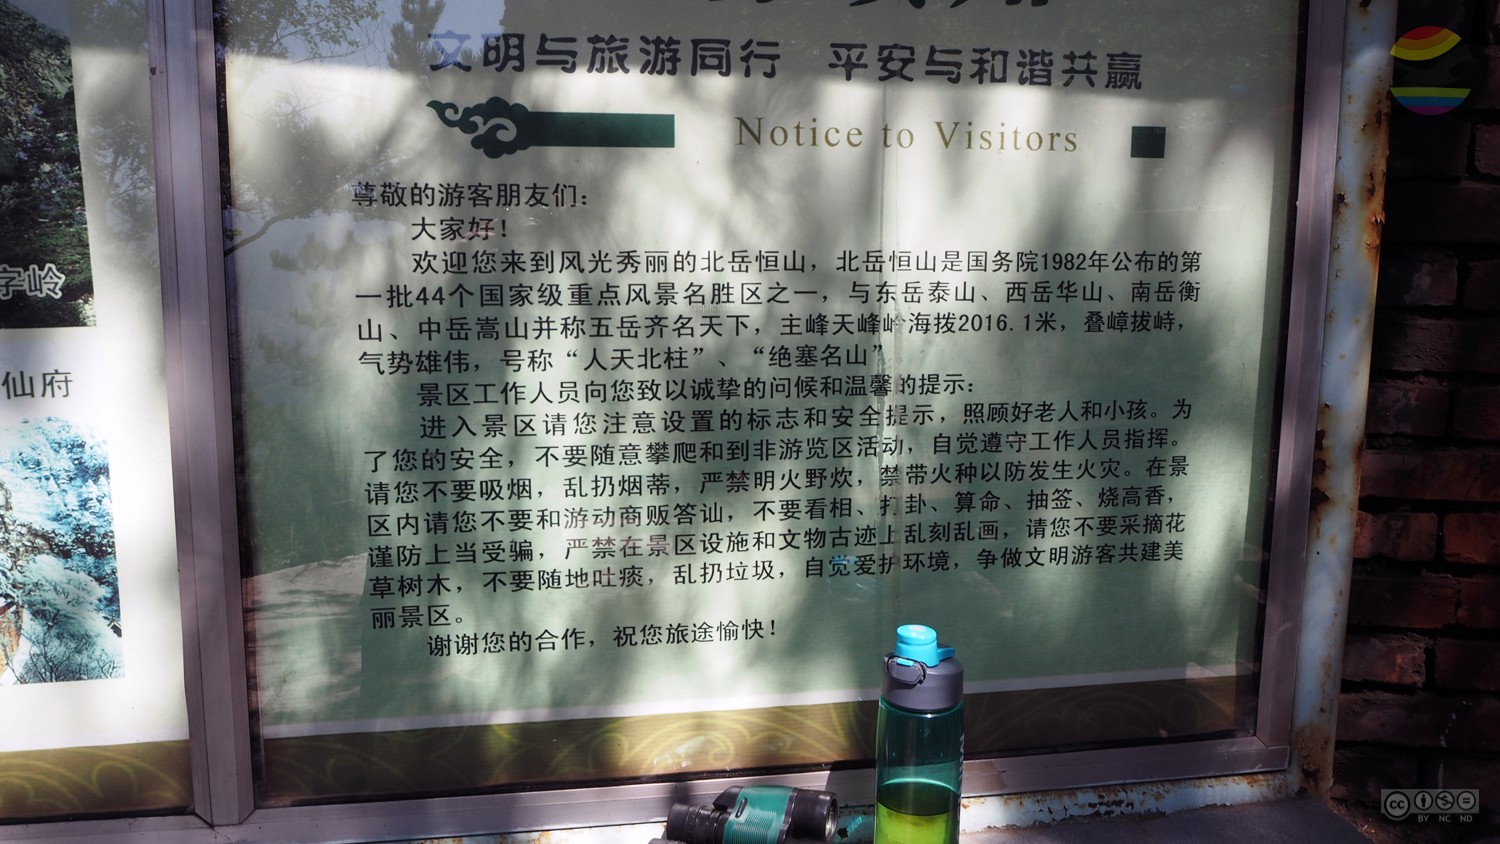 文明与旅游同行 平安与和谐共赢
Notice to Visitors
尊敬的游客朋友们：
大家好！
欢迎您来到风光秀丽的北岳恒山，北岳恒山是国务院1982年公布的第
一批44个国家级重点风景名胜区之一，与东岳泰山、西岳华山、南岳衡
山、中岳嵩山并称五岳齐名天下，主峰天峰岭海拨2016.1米，叠嶂拔峙，
气势雄伟，号称“人天北柱”、“绝塞名山”
景区工作人员向您致以诚挚的问候和温馨的提示：
进入景区请您注意设置的标志和安全提示，照顾好老人和小孩。为
了您的安全，不要随意攀爬和到非游览区活动，自觉遵守工作人员指挥。
请您不要吸烟，乱扔烟蒂，严禁明火野炊，禁带火种以防发生火灾。在景
区内请您不要和游动商贩答讪，不要看相、打卦、算命、抽签、烧高香，
谨防上当受骗，严禁在景区设施和文物古迹上乱刻乱画，请您不要采摘花
草树木，不要随地吐痰，乱扔垃圾，自觉爱护环境，争做文明游客共建美
丽景区。
谢谢您的合作，祝您旅途愉快！
字岭
仙府
cc
BY NC ND